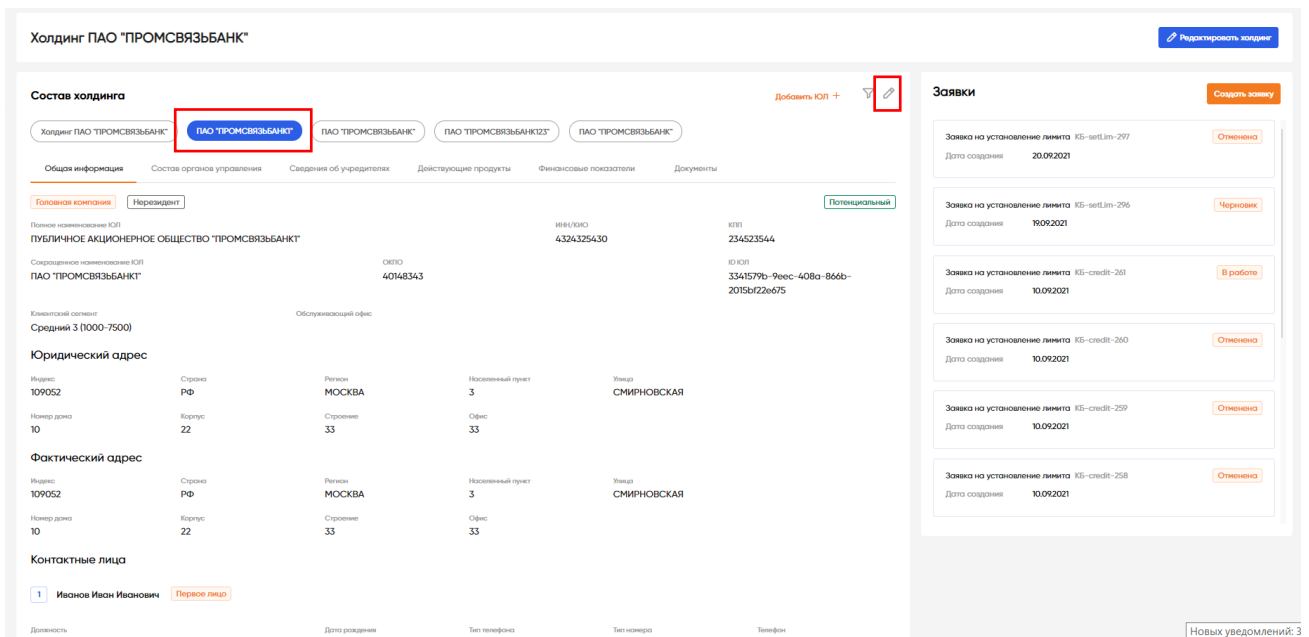 Холдинг ПАО "ПРОМСВЯЗЬБАНК"
Редактировать холдинг
Состав холдинга
Добавить ЮЛ +
Холдинг ПАО "ПРОМСВЯЗЬБАНК"
ПАО "ПРОМСВЯЗЬБАНК1"
ПАО "ПРОМСВЯЗЬБАНК"
ПАО "ПРОМСВЯЗЬБАНК123"
ПАО "ПРОМСВЯЗЬБАНК"
Общая информация Состав органов управления Сведения об учредителях Действующие продукты Финансовые показатели Документы
Головная компания Нерезидент Потенциальный
Полное наименование ЮЛ ИНН/КИО КПП
ПУБЛИЧНОЕ АКЦИОНЕРНОЕ ОБЩЕСТВО "ПРОМСВЯЗЬБАНК1" 4324325430 234523544
Сокращенное наименование ЮЛ ОКПО ID ЮЛ
ПАО "ПРОМСВЯЗЬБАНК1" 40148343 3341579b-9eec-408a-866b-
2015bf22e675
Клиентский сегмент Обслуживающий офис
Средний 3 (1000-7500)
Юридический адрес
Индекс Страна Регион Населенный пункт Улица
109052 РФ МОСКВА 3 СМИРНОВСКАЯ
Номер дома Корпус Строение Офис
10 22 33 33
Фактический адрес
Индекс Страна Регион Населенный пункт Улица
109052 РФ МОСКВА 3 СМИРНОВСКАЯ
Номер дома Корпус Строение Офис
10 22 33 33
Контактные лица
1 Иванов Иван Иванович Первое лицо
Должность Дата рождения Тип телефона Тип номера Телефон
Заявки
Создать заявку
Заявка на установление лимита КБ-setLim-297 Отменена
Дата создания 20.09.2021
Заявка на установление лимита КБ-setLim-296 Черновик
Дата создания 19.09.2021
Заявка на установление лимита КБ-credit-261 В работе
Дата создания 10.09.2021
Заявка на установление лимита КБ-credit-260 Отменена
Дата создания 10.09.2021
Заявка на установление лимита КБ-credit-259 Отменена
Дата создания 10.09.2021
Заявка на установление лимита КБ-credit-258 Отменена
Дата создания 10.09.2021
Новых уведомлений: 3